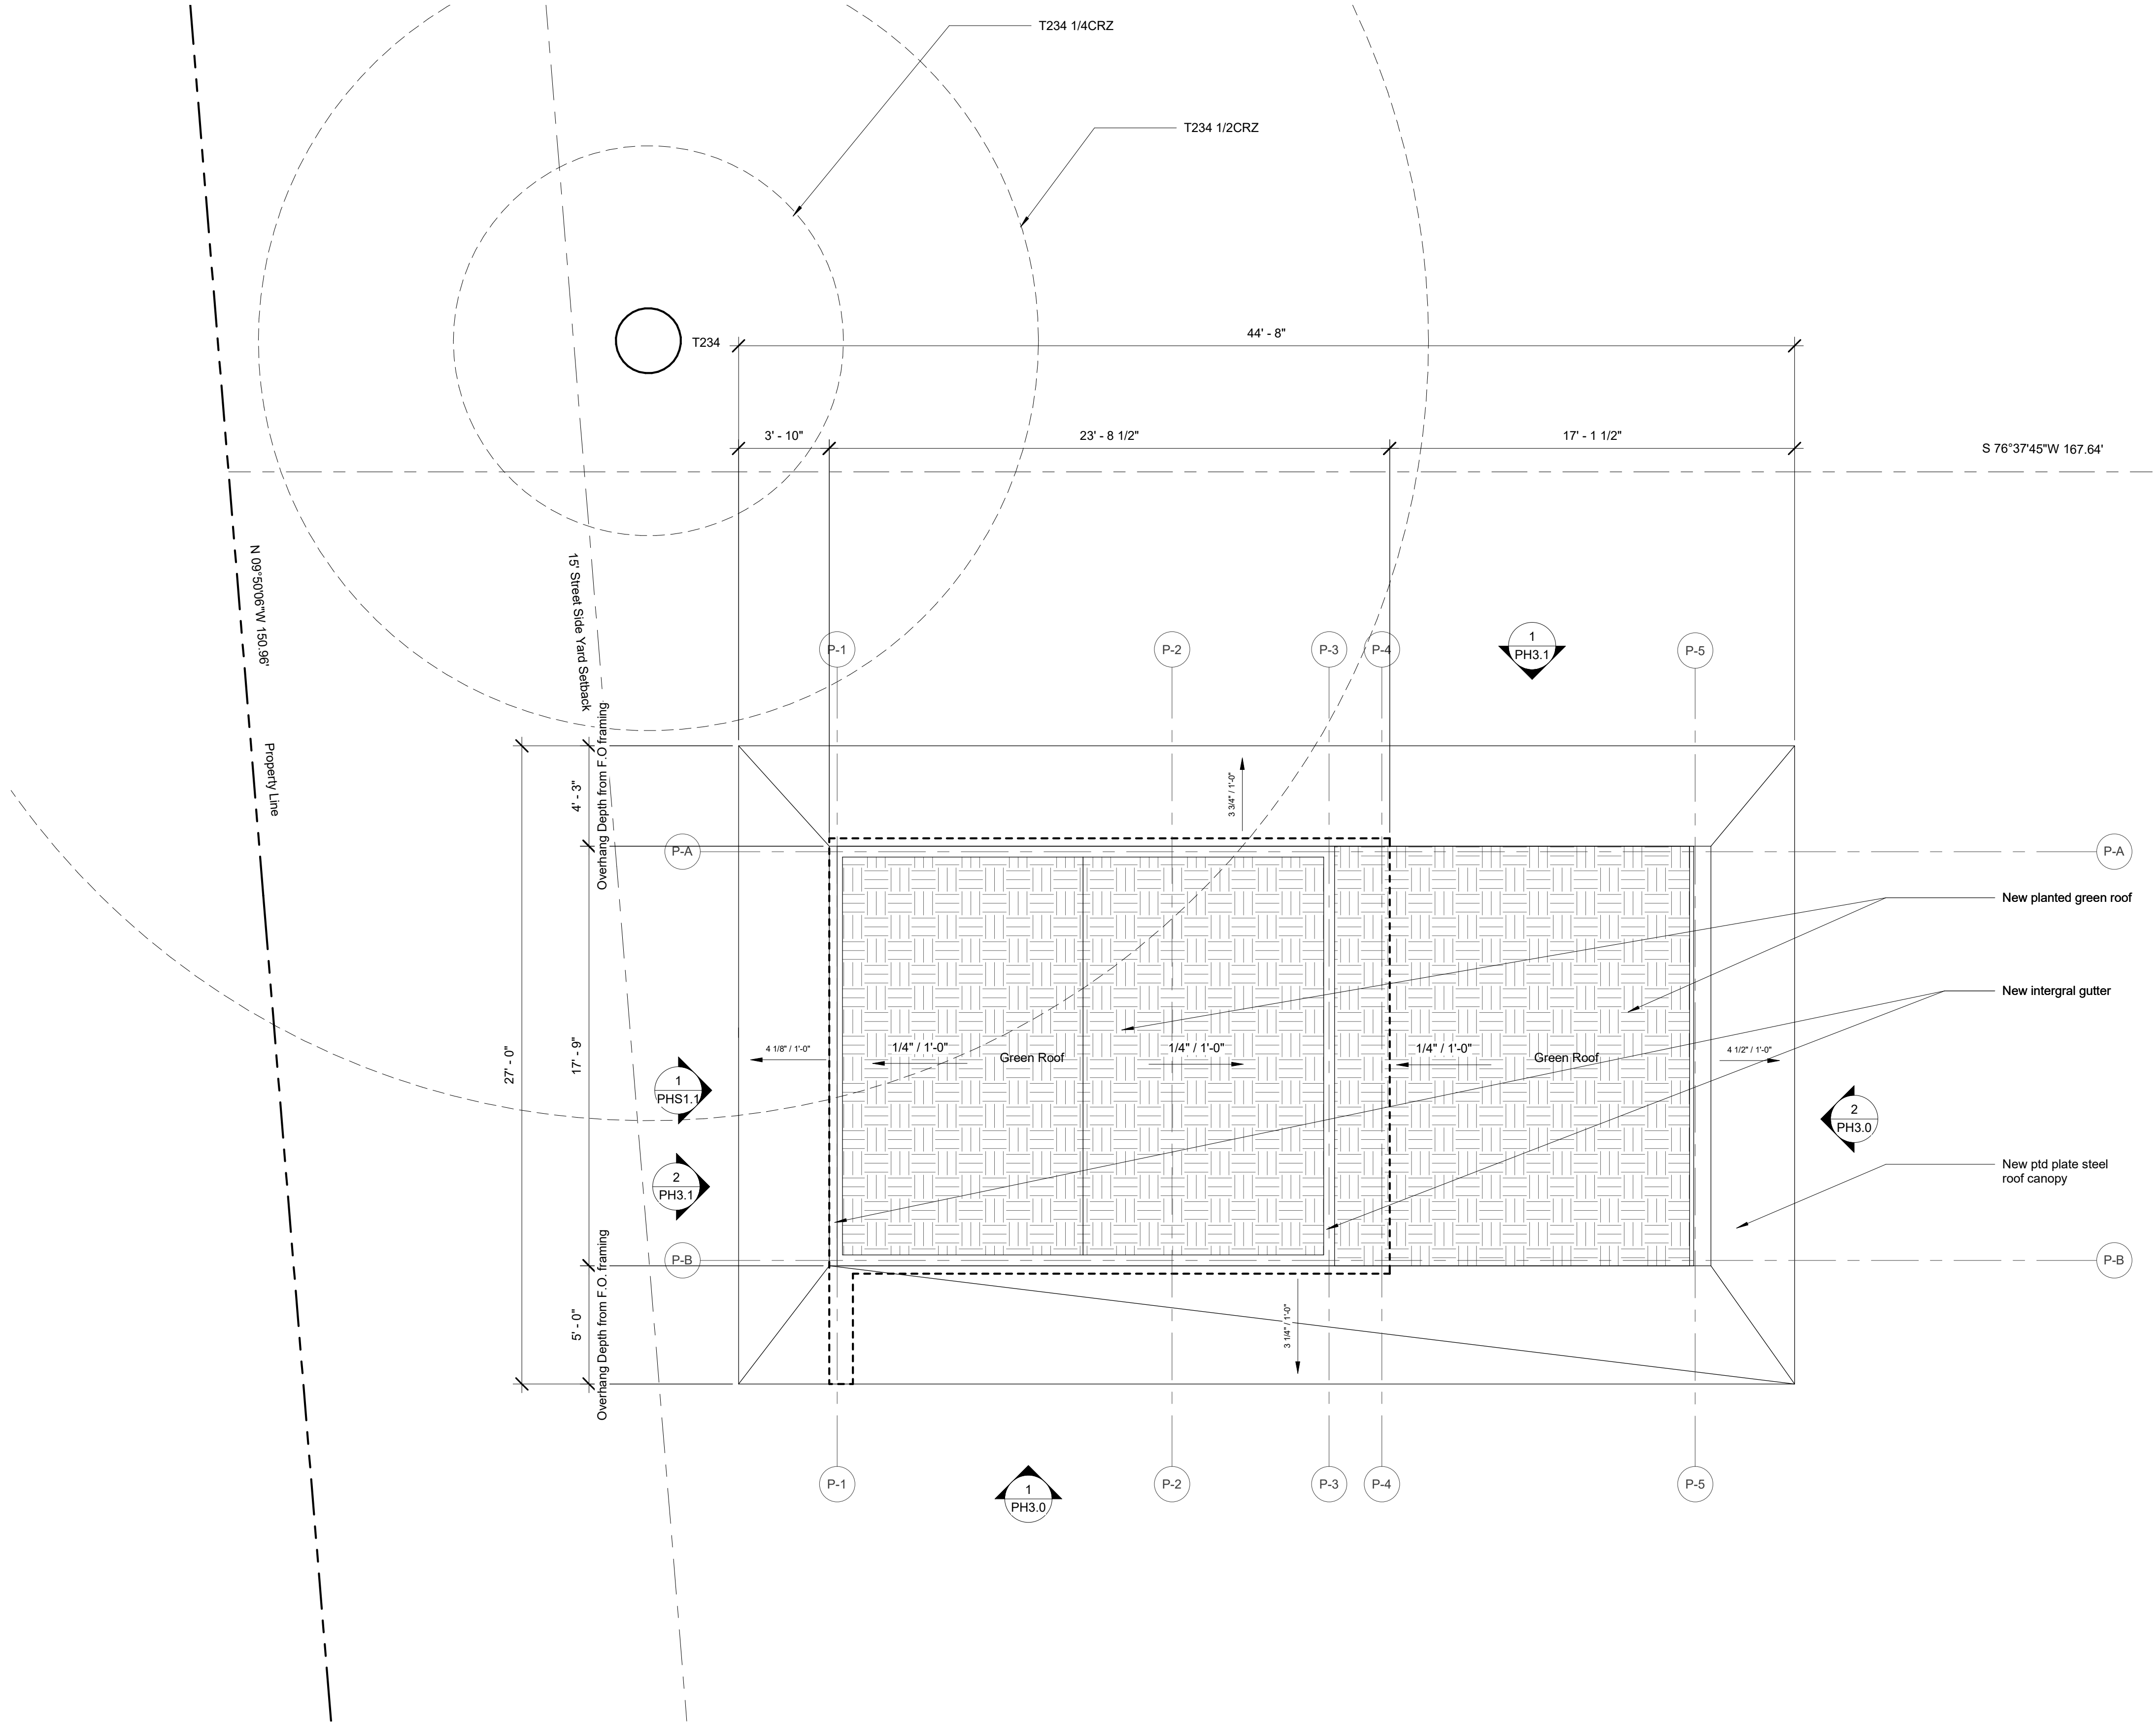 T234 1/4CRZ
T234 1/2CRZ
T234
44' - 8"
3' - 10"
23' - 8 1/2"
17' - 1 1/2"
S 76°37'45"W 167.64'
N 09°50'06"W 150.96'
Property Line
15' Street Side Yard Setback
P-1
P-2
P-3
P-4
1
PH3.1
P-5
Overhang Depth from F.O framing
4' - 3"
3 3/4" / 1'-0"
P-A
P-A
New planted green roof
New intergral gutter
27' - 0"
17' - 9"
4 1/8" / 1'-0"
1/4" / 1'-0"
Green Roof
1/4" / 1'-0"
1/4" / 1'-0"
Green Roof
4 1/2" / 1'-0"
1
PHS1.1
2
PH3.0
2
PH3.1
New ptd plate steel
roof canopy
P-B
P-B
Overhang Depth from F.O. framing
5' - 0"
3 1/4" / 1'-0"
P-1
P-2
P-3
P-4
P-5
1
PH3.0